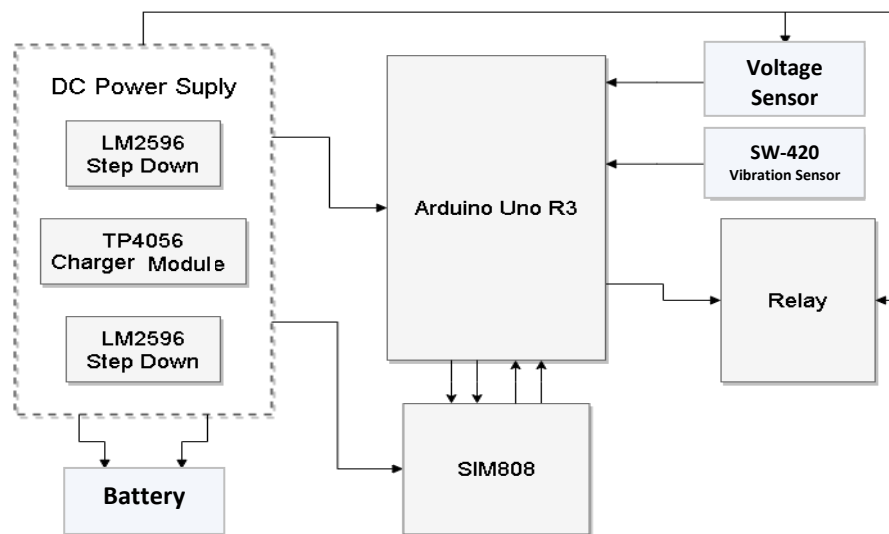 DC Power Suply
LM2596
Step Down
TP4056
Charger Module
LM2596
Step Down
Battery
Arduino Uno R3
SIM808
Voltage
Sensor
SW-420
Vibration Sensor
Relay